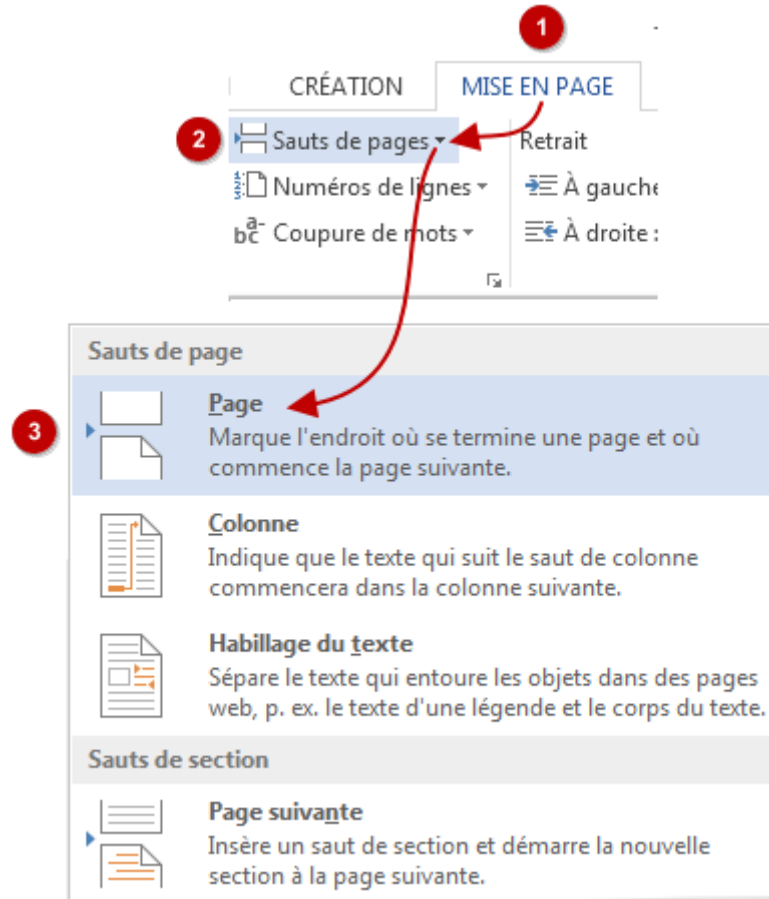 1
CRÉATION MISE EN PAGE
2 Sauts de pages Retrait
Numéros de lignes À gauche
Coupure de mots À droite :
Sauts de page
Page
3 Marque l'endroit où se termine une page et où
commence la page suivante.
Colonne
Indique que le texte qui suit le saut de colonne
commencera dans la colonne suivante.
Habillage du texte
Sépare le texte qui entoure les objets dans des pages
web, p. ex. le texte d'une légende et le corps du texte.
Sauts de section
Page suivante
Insère un saut de section et démarre la nouvelle
section à la page suivante.